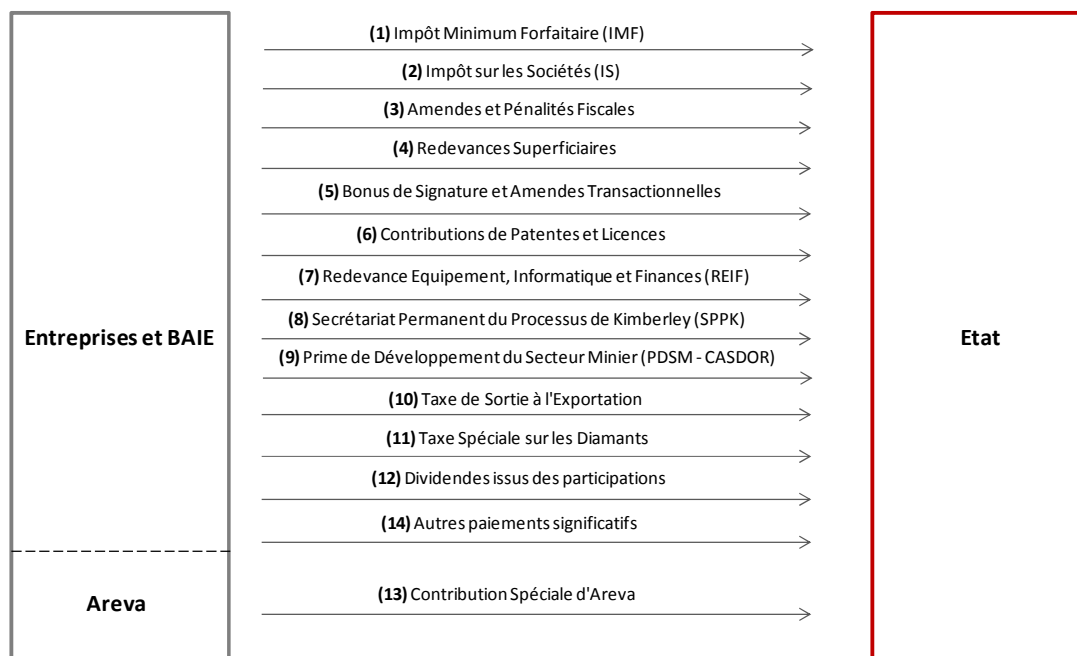 (1) Impôt Minimum Forfaitaire (IMF)
(2) Impôt sur les Sociétés (IS)
(3) Amendes et Pénalités Fiscales
(4) Redevances Superficiaires
(5) Bonus de Signature et Amendes Transactionnelles
(6) Contributions de Patentes et Licences
(7) Redevance Equipement, Informatique et Finances (REIF)
(8) Secrétariat Permanent du Processus de Kimberley (SPPK)
Entreprises et BAIE
Etat
(9) Prime de Développement du Secteur Minier (PDSM - CASDOR)
(10) Taxe de Sortie à l'Exportation
(11) Taxe Spéciale sur les Diamants
(12) Dividendes issus des participations
(14) Autres paiements significatifs
(13) Contribution Spéciale d'Areva
Areva